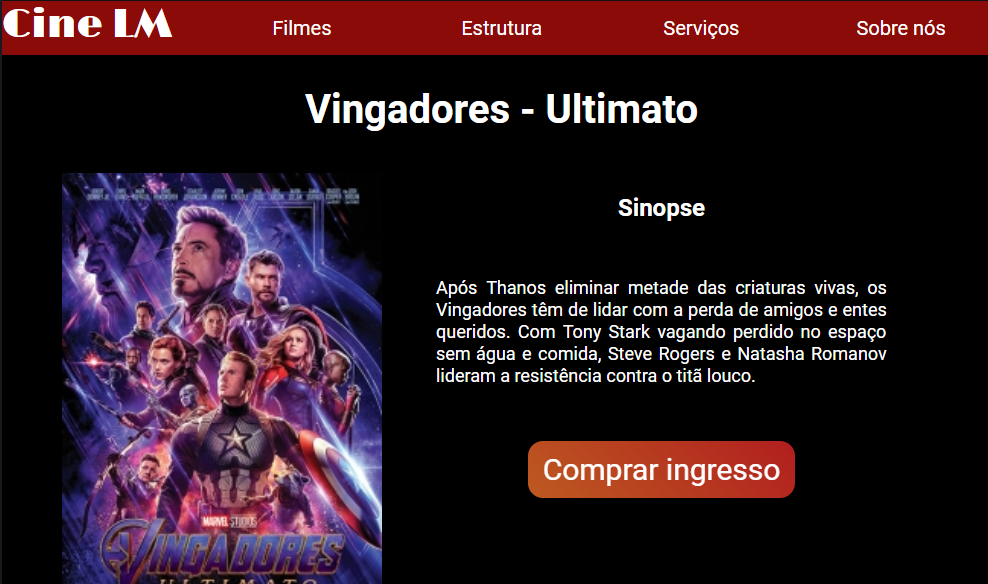 Cine LM
Filmes
Estrutura
Serviços
Sobre nós
Vingadores - Ultimato
Sinopse
Após Thanos eliminar metade das criaturas vivas, os
Vingadores têm de lidar com a perda de amigos e entes
queridos. Com Tony Stark vagando perdido no espaço
sem água e comida, Steve Rogers e Natasha Romanov
lideram a resistência contra o titã louco.
Comprar ingresso
MARVEL STUDIOS
VINGADORES
ULTIMATO